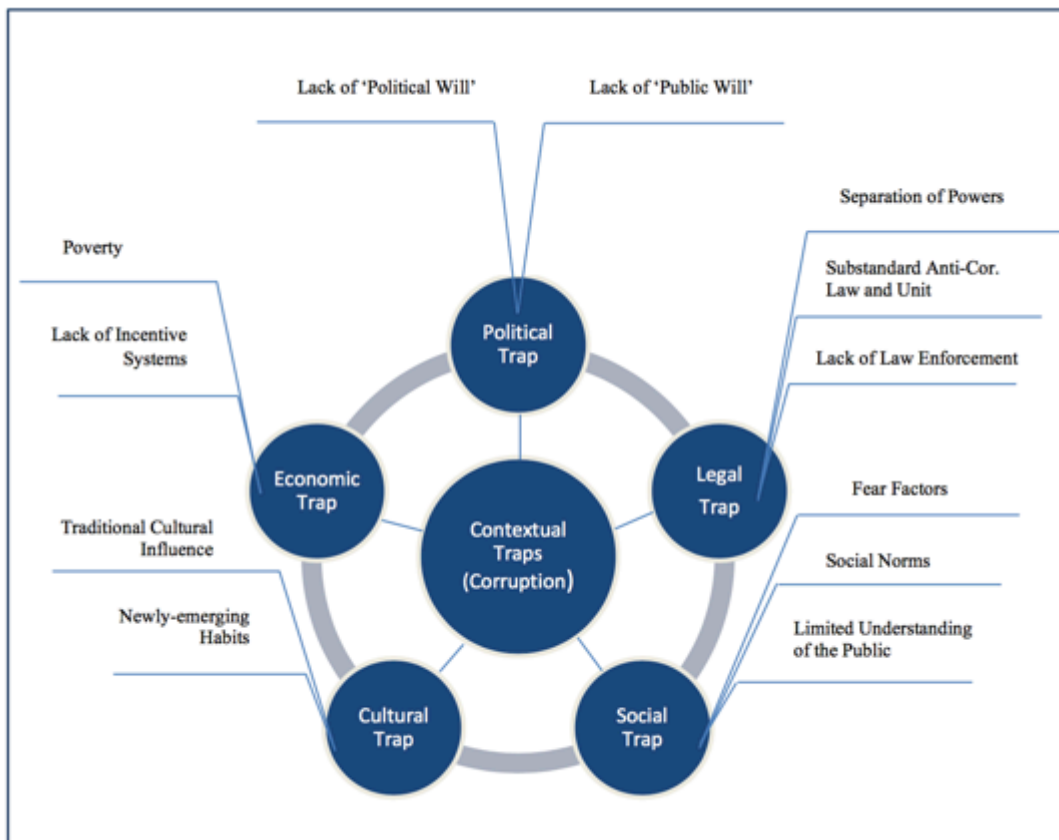 Lack of ‘Political Will’
Lack of ‘Public Will’
Separation of Powers
Poverty
Substandard Anti-Cor.
Law and Unit
Lack of Incentive
Systems
Political
Trap
Lack of Law Enforcement
Economic
Trap
Legal
Trap
Fear Factors
Traditional Cultural
Influence
Contextual
Traps
(Corruption)
Social Norms
Newly-emerging
Habits
Limited Understanding
of the Public
Cultural
Trap
Social
Trap